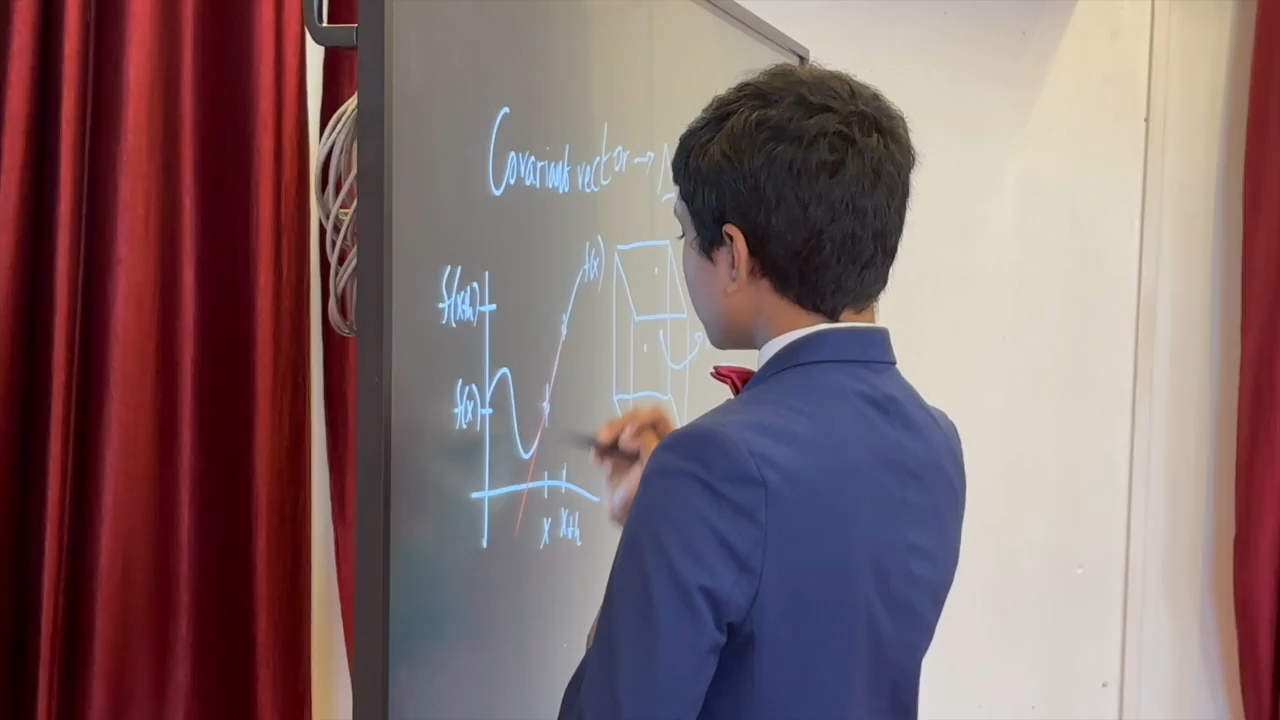 Covariant vector →
f(x)
f(x+h)
f(x)
x x+h